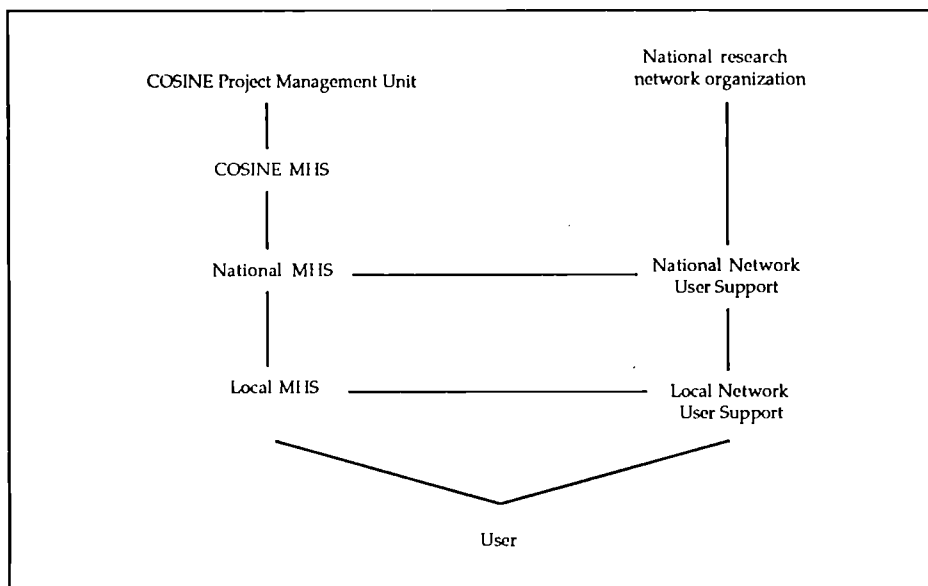 National research
network organization
COSINE Project Management Unit
COSINE MHS
National MHS
National Network
User Support
Local MHS
Local Network
User Support
User